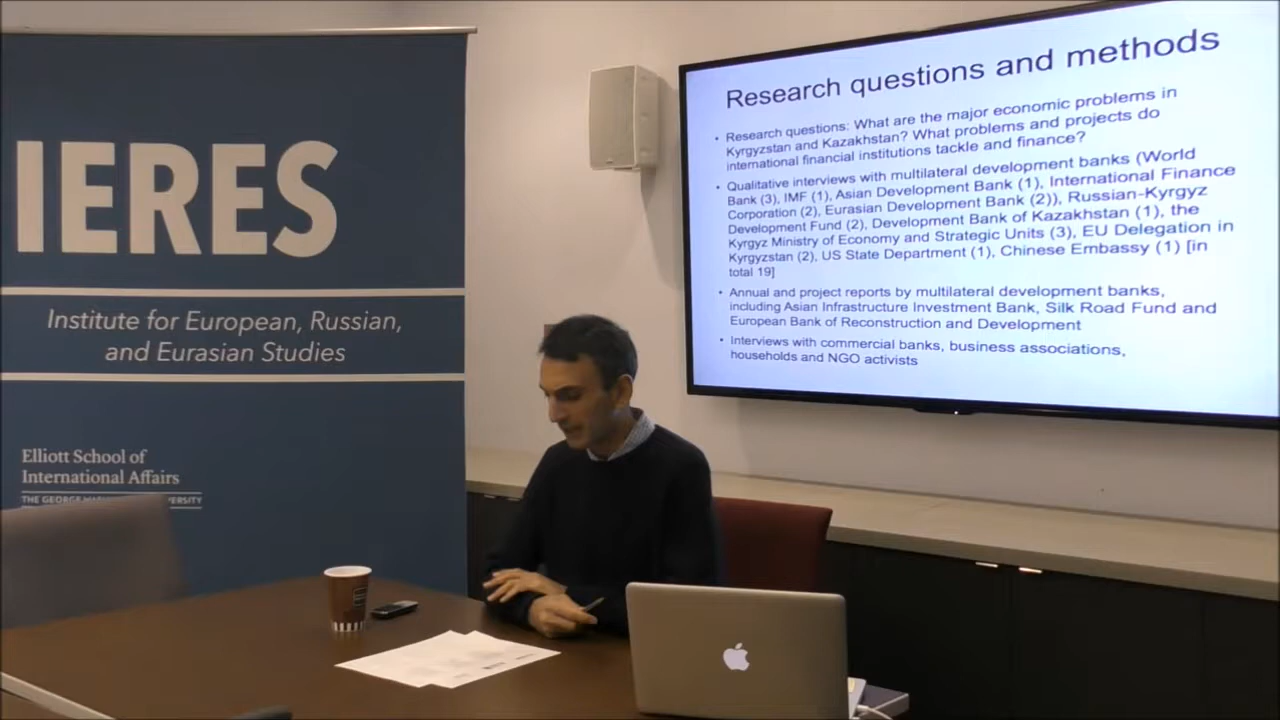 IERES
Institute for European, Russian,
and Eurasian Studies
Elliott School of
International Affairs
THE GEORGE
Research questions and methods
• Research questions: What are the major economic problems in
Kyrgyzstan and Kazakhstan? What problems and projects do
international financial institutions tackle and finance?
• Qualitative interviews with multilateral development banks (World
Bank (3), IMF (1), Asian Development Bank (1), International Finance
Corporation (2), Eurasian Development Bank (2)), Russian-Kyrgyz
Development Fund (2), Development Bank of Kazakhstan (1), the
Kyrgyz Ministry of Economy and Strategic Units (3), EU Delegation in
Kyrgyzstan (2), US State Department (1), Chinese Embassy (1) [in
total 19]
• Annual and project reports by multilateral development banks,
including Asian Infrastructure Investment Bank, Silk Road Fund and
European Bank of Reconstruction and Development
• Interviews with commercial banks, business associations,
households and NGO activists